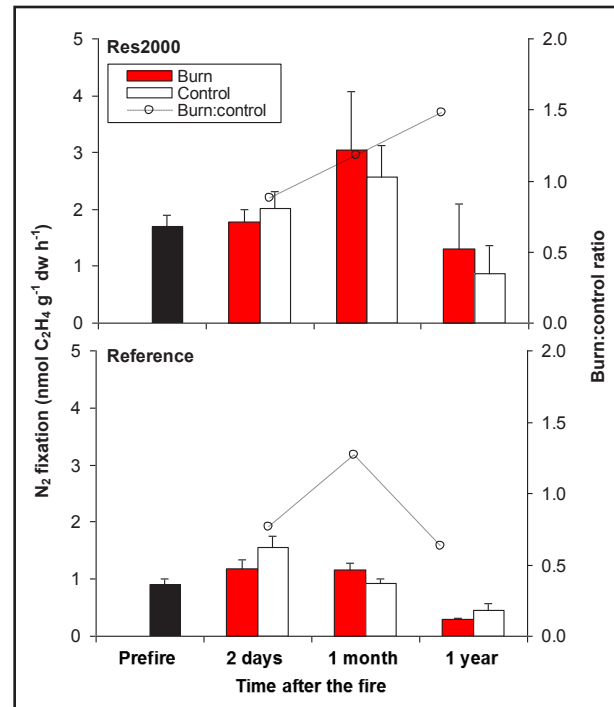 Res2000
Burn
Control
Burn:control
5
4
3
2
1
0
2.0
1.5
1.0
0.5
0.0
Reference
5
4
3
2
1
0
2.0
1.5
1.0
0.5
0.0
N₂ fixation (nmol C₂H₄ g⁻¹ dw h⁻¹)
Burn:control ratio
Prefire 2 days 1 month 1 year
Time after the fire